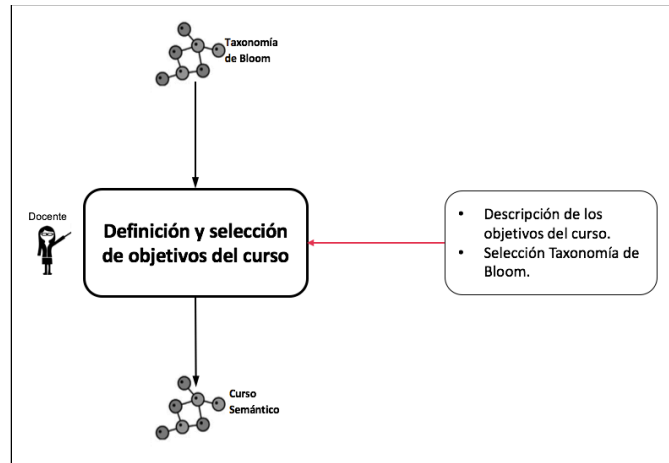 Taxonomía
de Bloom
Docente
Definición y selección
de objetivos del curso
• Descripción de los
objetivos del curso.
• Selección Taxonomía de
Bloom.
Curso
Semántico